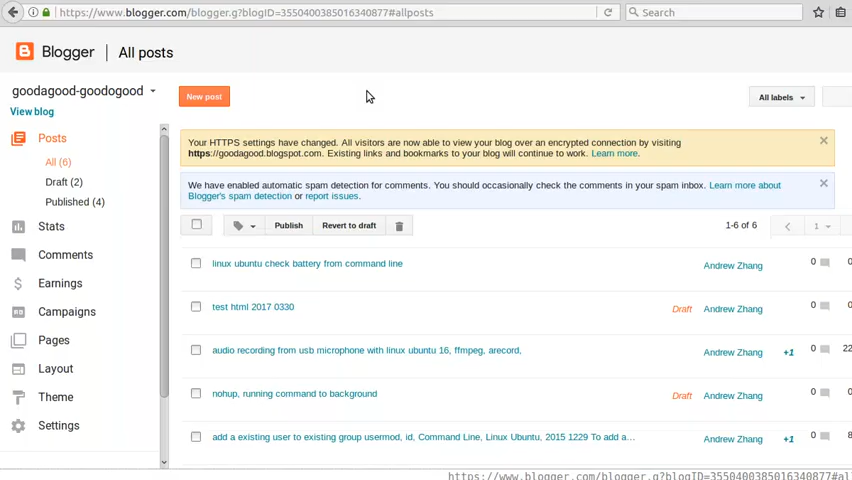 https://www.blogger.com/blogger.g?blogID=3550400385016340877#allposts
Search
Blogger
All posts
goodagood-goodogood
View blog
New post
All labels
Posts
All (6)
Draft (2)
Published (4)
Stats
Comments
Earnings
Campaigns
Pages
Layout
Theme
Settings
Your HTTPS settings have changed. All visitors are now able to view your blog over an encrypted connection by visiting
https://goodagood.blogspot.com. Existing links and bookmarks to your blog will continue to work. Learn more.
We have enabled automatic spam detection for comments. You should occasionally check the comments in your spam inbox. Learn more about
Blogger's spam detection or report issues.
Publish Revert to draft 1-6 of 6 1
linux ubuntu check battery from command line Andrew Zhang 0 0
test html 2017 0330 Draft Andrew Zhang 0 0
audio recording from usb microphone with linux ubuntu 16, ffmpeg, arecord, Andrew Zhang +1 0 22
nohup, running command to background Draft Andrew Zhang 0 0
add a existing user to existing group usermod, id, Command Line, Linux Ubuntu, 2015 1229 To add a... Andrew Zhang +1 0 8
https://www.blogger.com/blogger.g?blogID=3550400385016340877#al